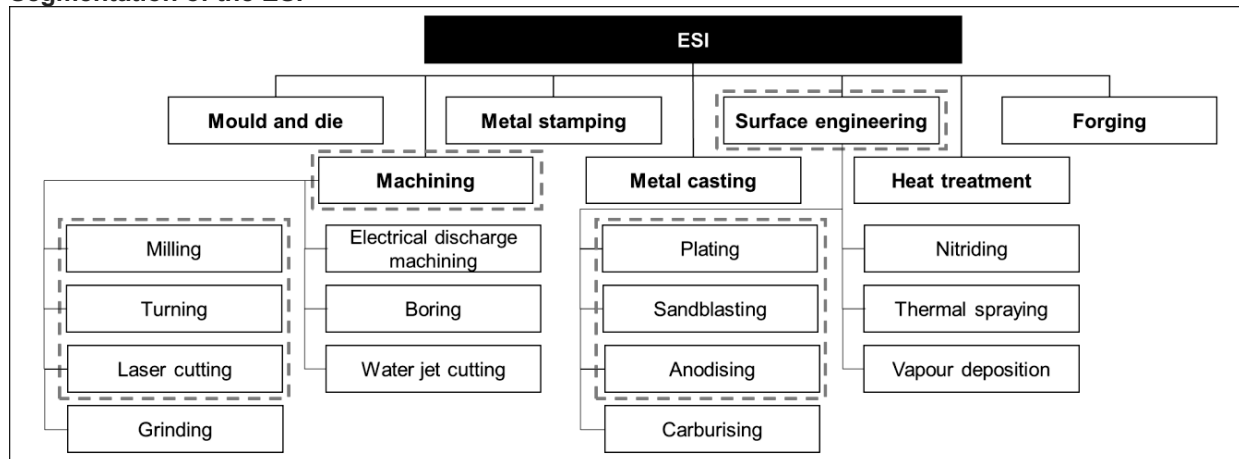 Segmentation of the ESI
ESI
Mould and die
Metal stamping
Surface engineering
Forging
Machining
Metal casting
Heat treatment
Milling
Electrical discharge
machining
Plating
Nitriding
Turning
Boring
Sandblasting
Thermal spraying
Laser cutting
Water jet cutting
Anodising
Vapour deposition
Grinding
Carburising